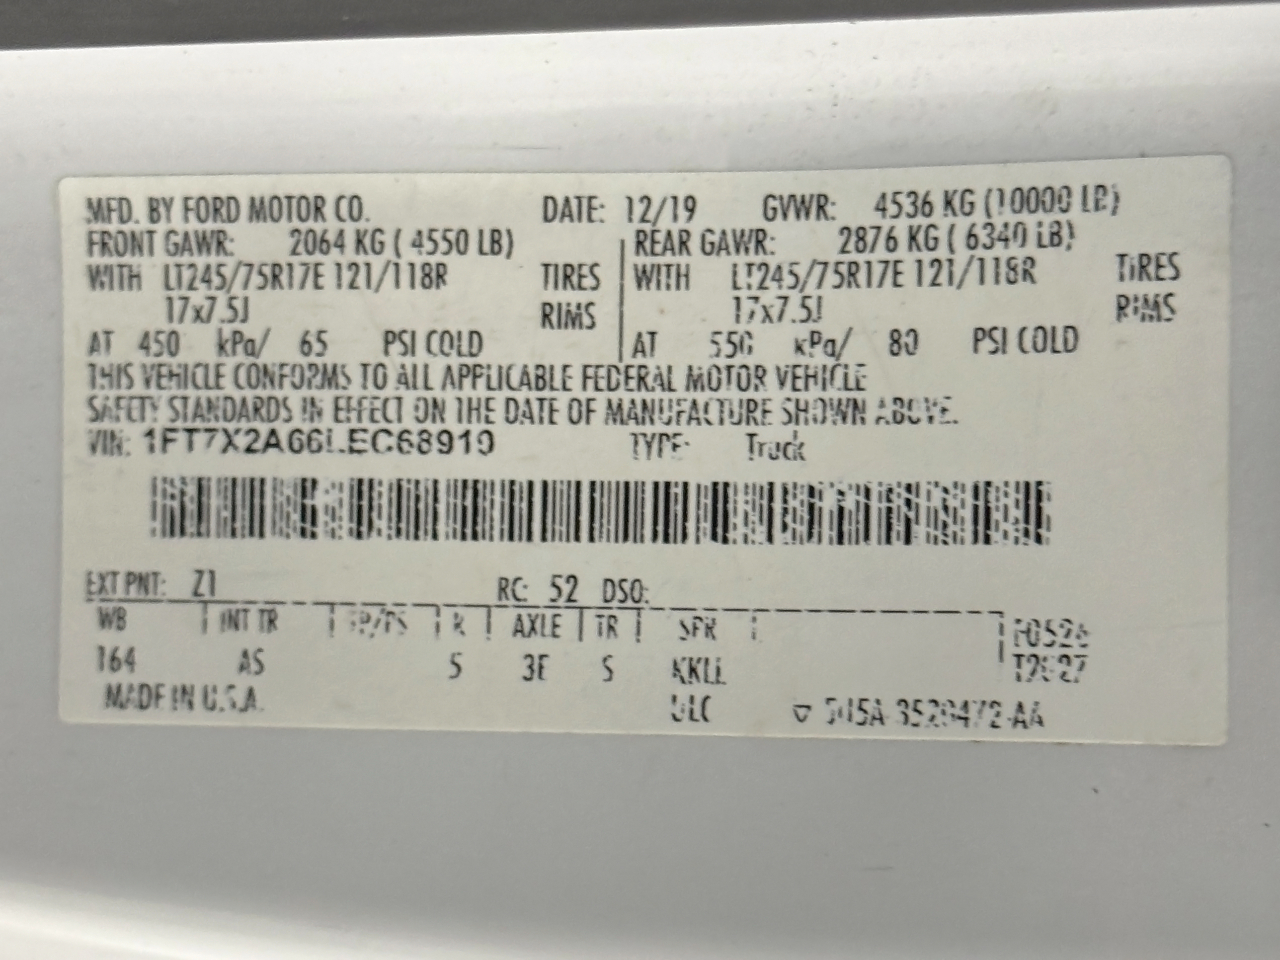 MFD. BY FORD MOTOR CO. DATE: 12/19 GVWR: 4536 KG (10000 LB)
FRONT GAWR: 2064 KG ( 4550 LB) REAR GAWR: 2876 KG ( 6340 LB)
WITH LT245/75R17E 121/118R TIRES WITH LT245/75R17E 121/118R TIRES
17x7.5J RIMS 17x7.5J RIMS
AT 450 kPa/ 65 PSI COLD AT 550 kPa/ 80 PSI COLD
THIS VEHICLE CONFORMS TO ALL APPLICABLE FEDERAL MOTOR VEHICLE
SAFETY STANDARDS IN EFFECT ON THE DATE OF MANUFACTURE SHOWN ABOVE.
VIN: 1FT7X2A66LEC68910 TYPE: Truck
EXT PNT: Z1 RC: 52 DSO:
WB INT TR TP/PS R AXLE TR SPR
164 AS 5 3E S KKLL
MADE IN U.S.A.